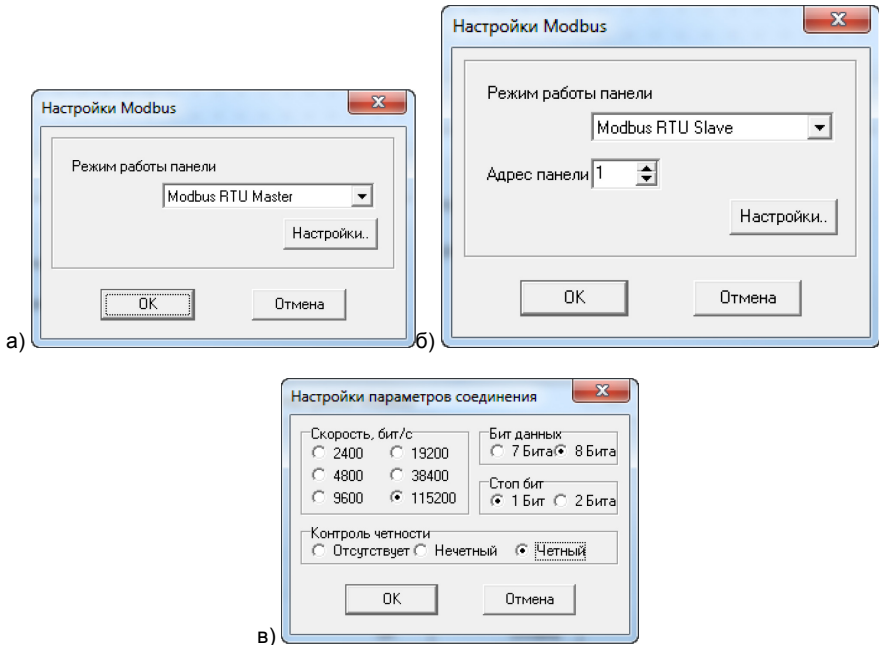 Настройки Modbus
Режим работы панели
Modbus RTU Master
Настройки..
OK
Отмена
а)
Настройки Modbus
Режим работы панели
Modbus RTU Slave
Адрес панели 1
Настройки..
OK
Отмена
б)
Настройки параметров соединения
Скорость, бит/с
2400 19200
4800 38400
9600 115200
Бит данных
7 Бита 8 Бита
Стоп бит
1 Бит 2 Бита
Контроль четности
Отсутствует Нечетный Четный
OK
Отмена
в)